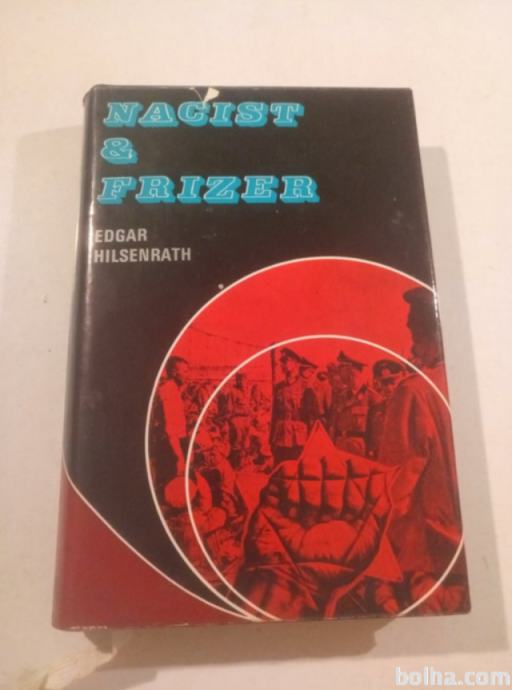 NACIST
&
FRIZER
EDGAR
HILSENRATH
bolha.com